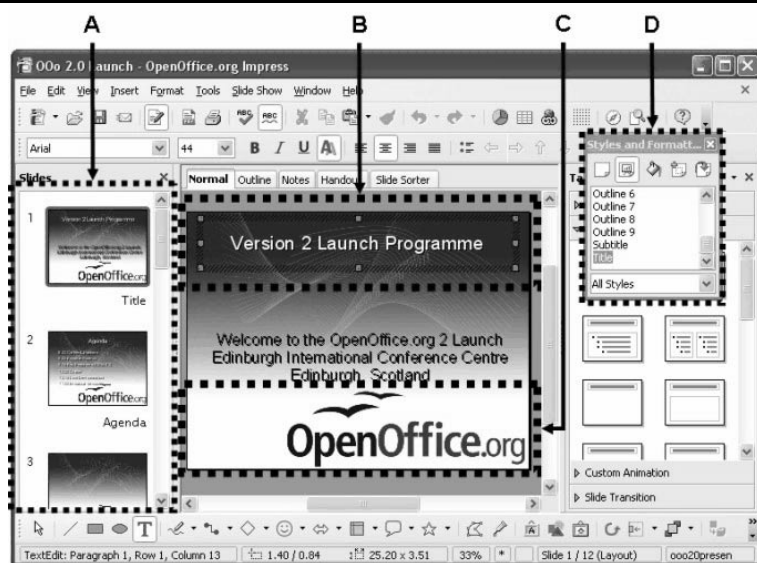 A B C D
OOo 2.0 Launch - OpenOffice.org Impress
File Edit View Insert Format Tools Slide Show Window Help
Arial 44 B I U A
Slides
Normal Outline Notes Handout Slide Sorter
Styles and Formatt...
Outline 6
Outline 7
Outline 8
Outline 9
Subtitle
Title
All Styles
1
Version 2 Launch Programme
OpenOffice.org
Title
2
Agenda
OpenOffice.org
Agenda
3
Version 2 Launch Programme
Welcome to the OpenOffice.org 2 Launch
Edinburgh International Conference Centre
Edinburgh, Scotland
OpenOffice.org
Custom Animation
Slide Transition
TextEdit: Paragraph 1, Row 1, Column 13 1.40 / 0.84 25.20 x 3.51 33% * Slide 1 / 12 (Layout) ooo20presen